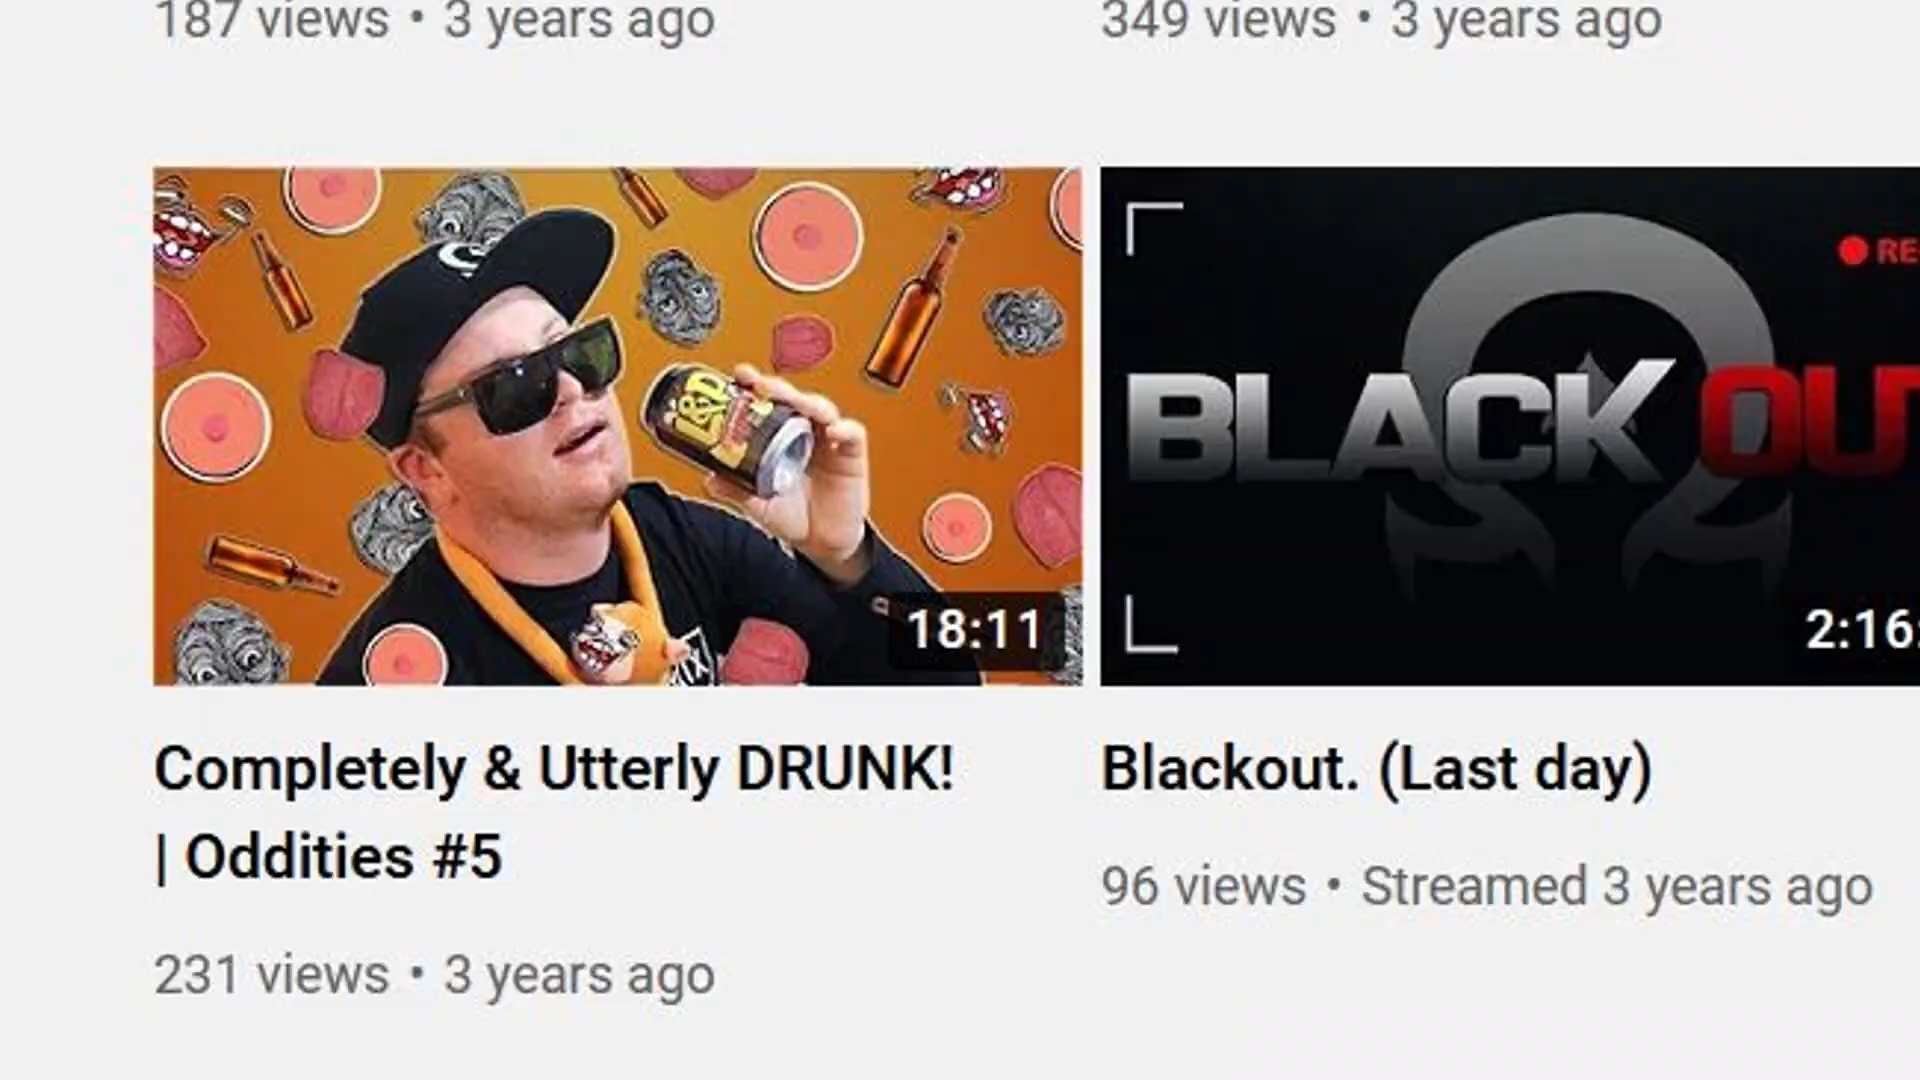 187 views • 3 years ago
349 views • 3 years ago
L&P
18:11
BLACK OUT
2:16
Completely & Utterly DRUNK!
| Oddities #5
231 views • 3 years ago
Blackout. (Last day)
96 views • Streamed 3 years ago